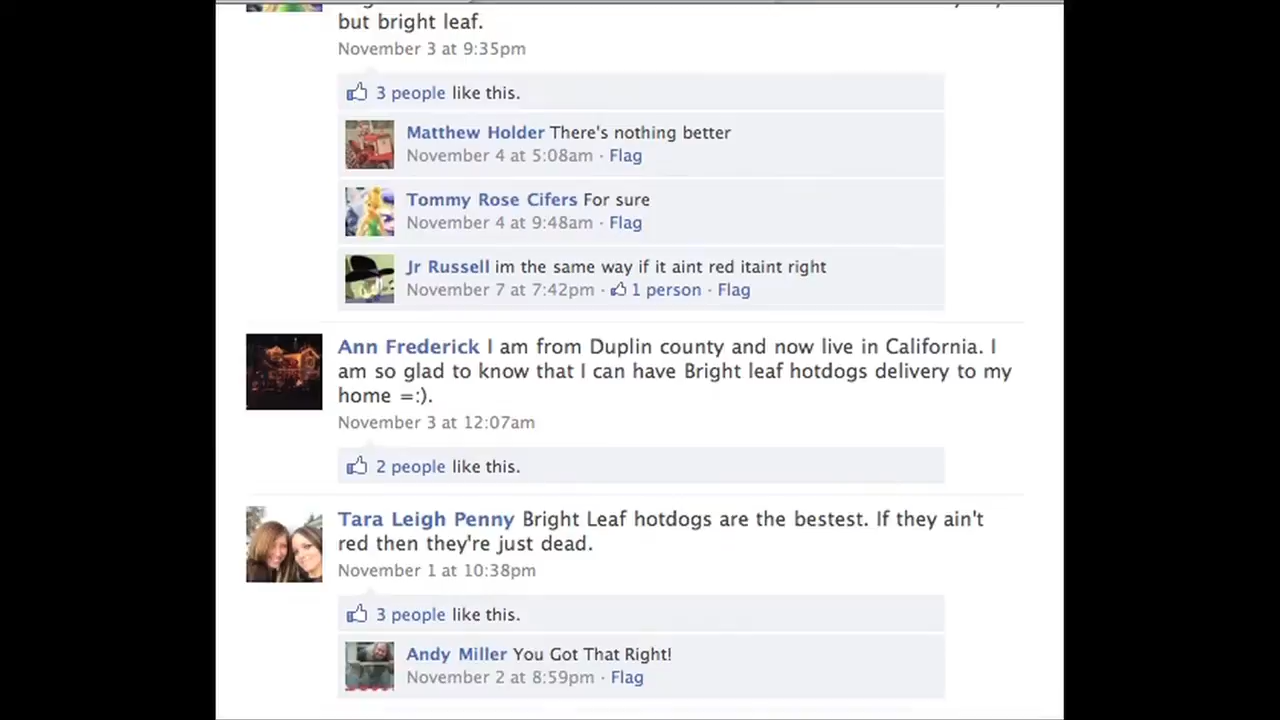 but bright leaf.
November 3 at 9:35pm
3 people like this.
Matthew Holder There's nothing better
November 4 at 5:08am · Flag
Tommy Rose Cifers For sure
November 4 at 9:48am · Flag
Jr Russell im the same way if it aint red itaint right
November 7 at 7:42pm · 1 person · Flag
Ann Frederick I am from Duplin county and now live in California. I
am so glad to know that I can have Bright leaf hotdogs delivery to my
home =:).
November 3 at 12:07am
2 people like this.
Tara Leigh Penny Bright Leaf hotdogs are the bestest. If they ain't
red then they're just dead.
November 1 at 10:38pm
3 people like this.
Andy Miller You Got That Right!
November 2 at 8:59pm · Flag